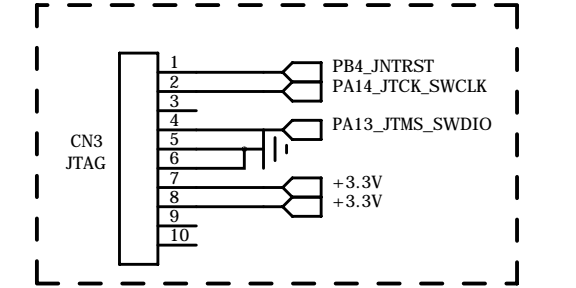 1 PB4_JNTRST
2 PA14_JTCK_SWCLK
3
4 PA13_JTMS_SWDIO
CN3 5
JTAG 6
7 +3.3V
8 +3.3V
9
10